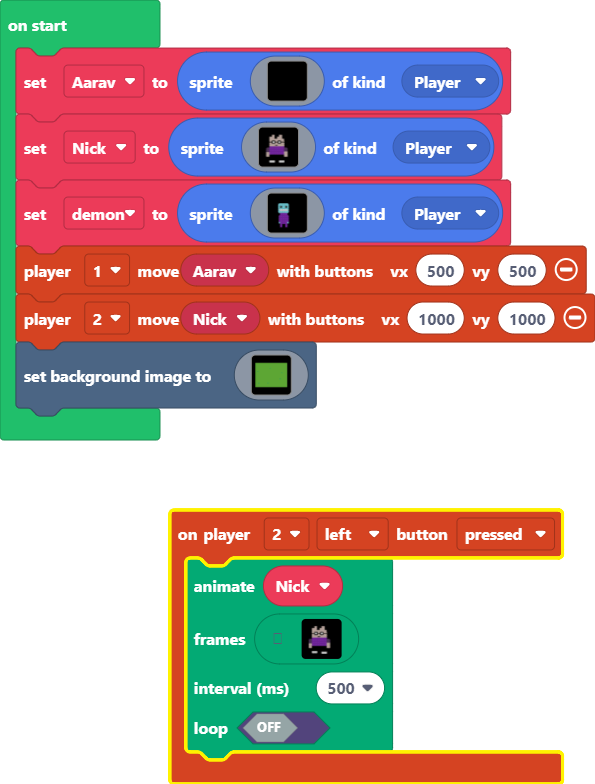 on start
set Aarav to sprite of kind Player
set Nick to sprite of kind Player
set demon to sprite of kind Player
player 1 move Aarav with buttons vx 500 vy 500
player 2 move Nick with buttons vx 1000 vy 1000
set background image to
on player 2 left button pressed
animate Nick
frames
interval (ms) 500
loop OFF